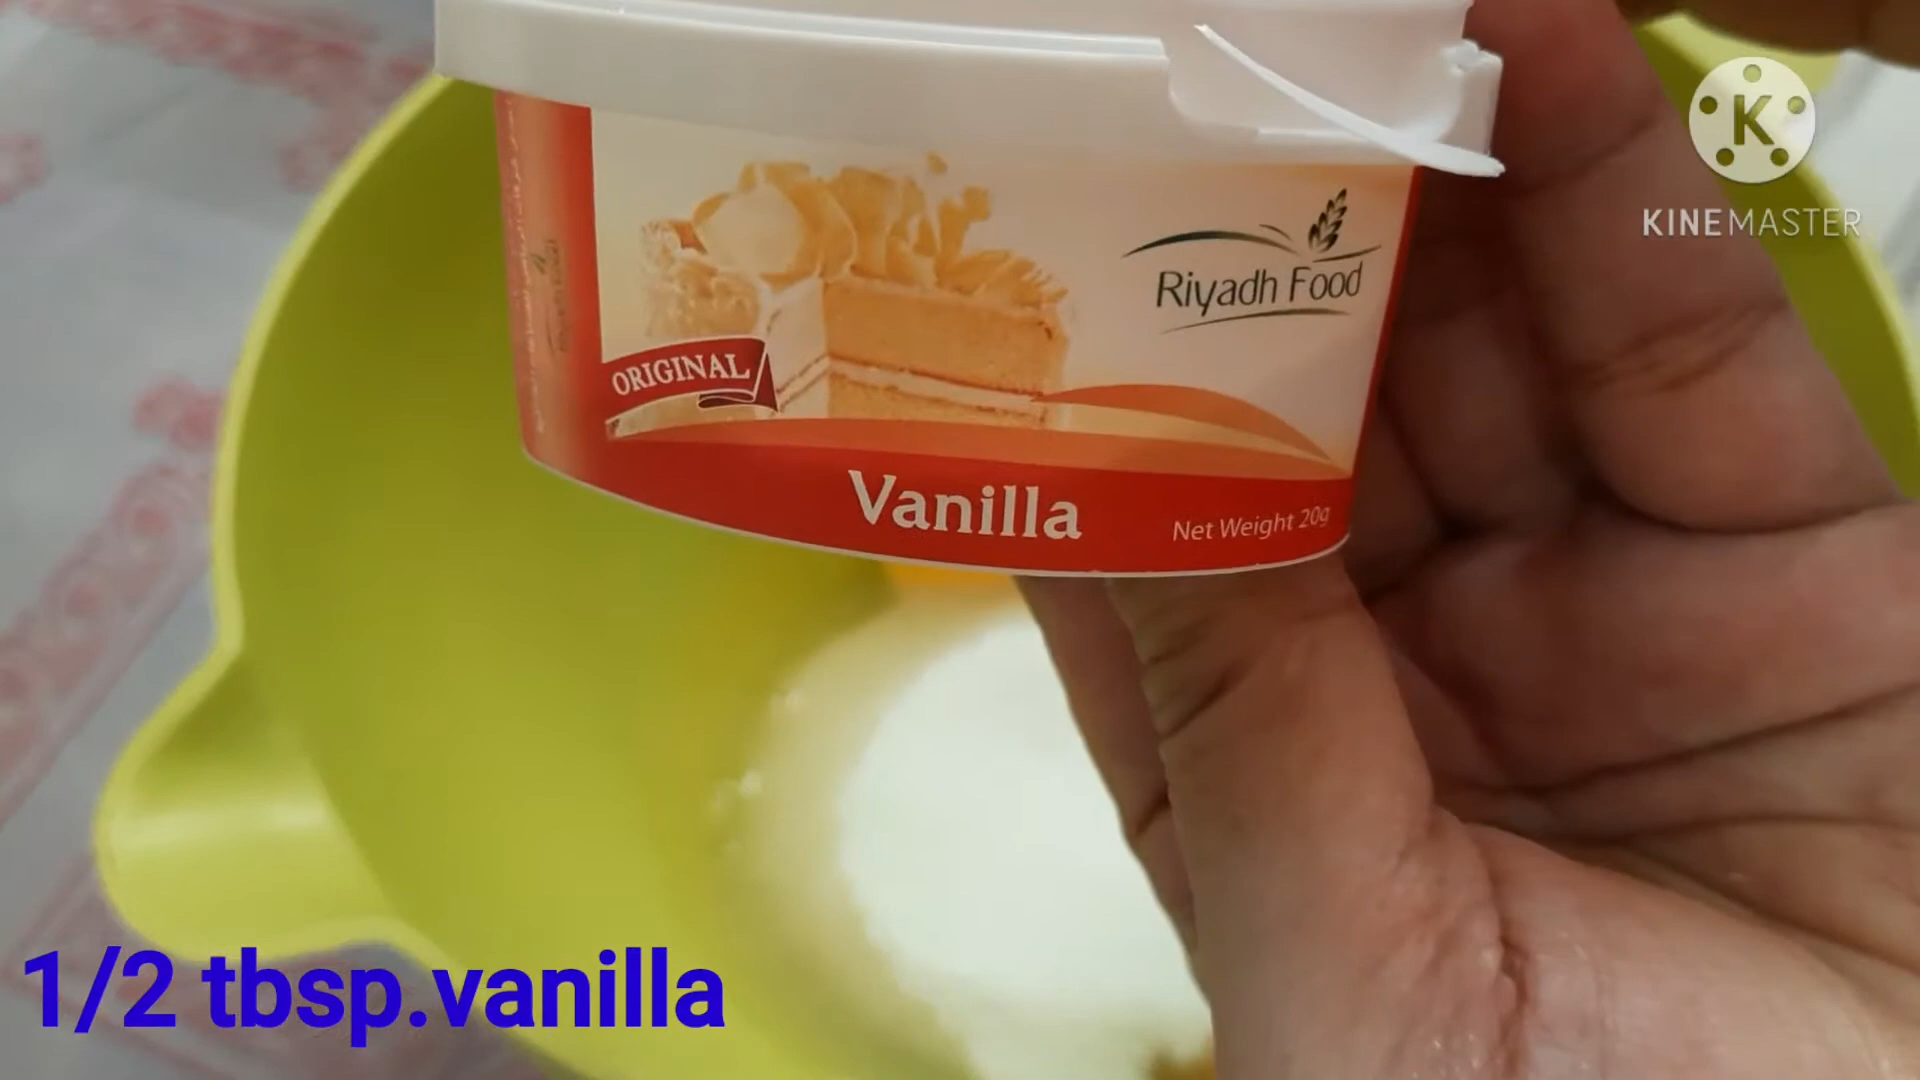 KINEMASTER
Riyadh Food
ORIGINAL
Vanilla
Net Weight 20g
1/2 tbsp.vanilla